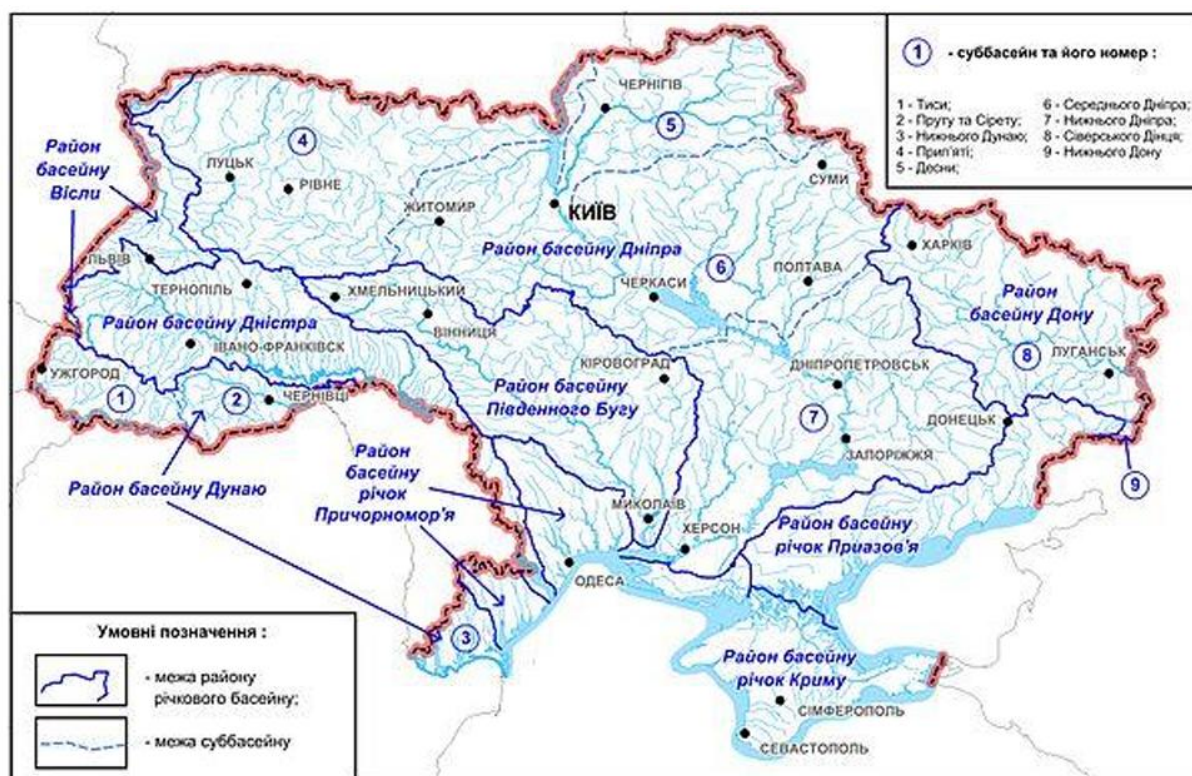 1 - суббасейн та його номер :
1 - Тиси;
2 - Пруту та Сірету;
3 - Нижнього Дунаю;
4 - Прип'яті;
5 - Десни;
6 - Середнього Дніпра;
7 - Нижнього Дніпра;
8 - Сіверського Дінця;
9 - Нижнього Дону
ЧЕРНІГІВ
5
Район
басейну
Вісли
4
ЛУЦЬК
РІВНЕ
СУМИ
ЖИТОМИР
КИЇВ
Район басейну Дніпра
ХАРКІВ
ЛЬВІВ
ТЕРНОПІЛЬ
ХМЕЛЬНИЦЬКИЙ
ЧЕРКАСИ
6
ПОЛТАВА
Район
басейну Дону
Район басейну Дністра
ВІННИЦЯ
ІВАНО-ФРАНКІВСК
КІРОВОГРАД
ДНІПРОПЕТРОВСЬК
8
ЛУГАНСЬК
УЖГОРОД
1
2
ЧЕРНІВЦІ
Район басейну
Південного Бугу
7
ДОНЕЦЬК
ЗАПОРІЖЖЯ
Район басейну Дунаю
Район
басейну
річок
Причорномор'я
9
МИКОЛАЇВ
ХЕРСОН
Район басейну
річок Приазов'я
ОДЕСА
3
Район басейну
річок Криму
СІМФЕРОПОЛЬ
СЕВАСТОПОЛЬ
Умовні позначення :
- межа району
річкового басейну;
- межа суббасейну